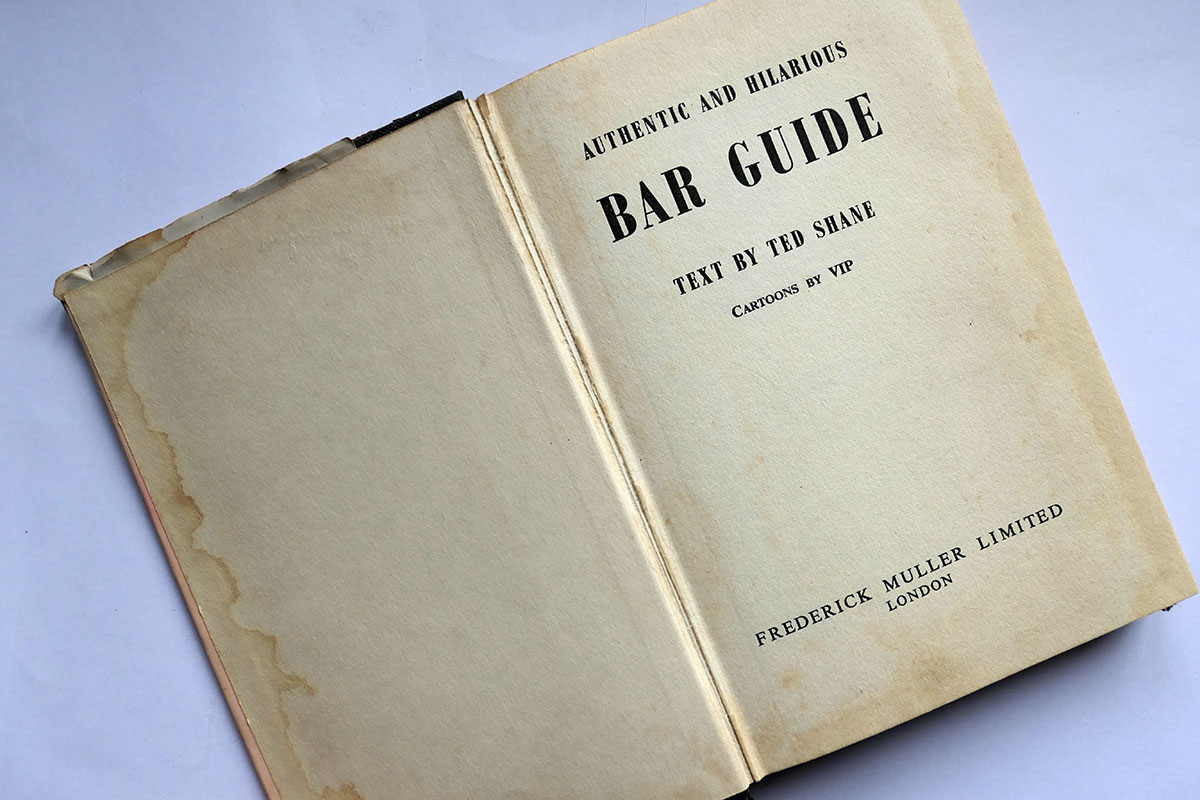 AUTHENTIC AND HILARIOUS
BAR GUIDE
TEXT BY TED SHANE
CARTOONS BY VIP
FREDERICK MULLER LIMITED
LONDON